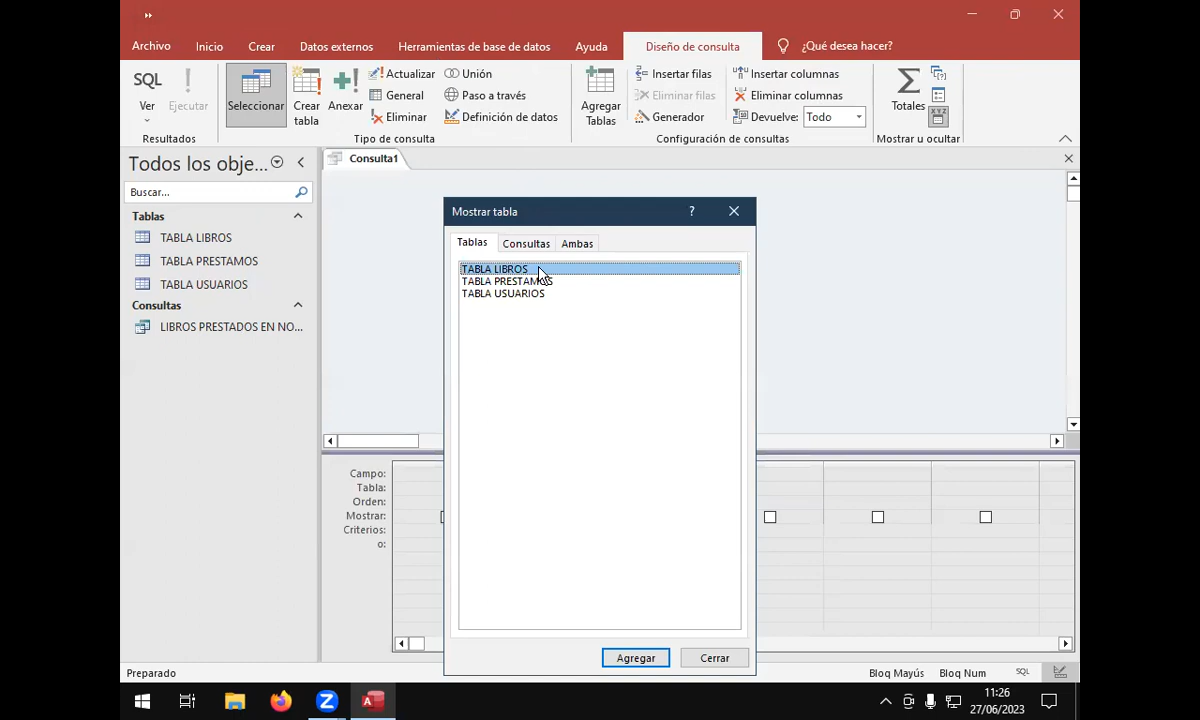 Archivo
Inicio
Crear
Datos externos
Herramientas de base de datos
Ayuda
Diseño de consulta
¿Qué desea hacer?
SQL
Ver
Ejecutar
Resultados
Seleccionar
Crear
tabla
Anexar
Actualizar
General
Eliminar
Unión
Paso a través
Definición de datos
Tipo de consulta
Agregar
Tablas
Insertar filas
Eliminar filas
Generador
Insertar columnas
Eliminar columnas
Devuelve: Todo
Configuración de consultas
Totales
XYZ
Mostrar u ocultar
Todos los obje...
Buscar...
Tablas
TABLA LIBROS
TABLA PRESTAMOS
TABLA USUARIOS
Consultas
LIBROS PRESTADOS EN NO...
Consulta1
Mostrar tabla
?
Tablas
Consultas
Ambas
TABLA LIBROS
TABLA PRESTAMOS
TABLA USUARIOS
Agregar
Cerrar
Campo:
Tabla:
Orden:
Mostrar:
Criterios:
o:
Preparado
Bloq Mayús
Bloq Num
SQL
11:26
27/06/2023